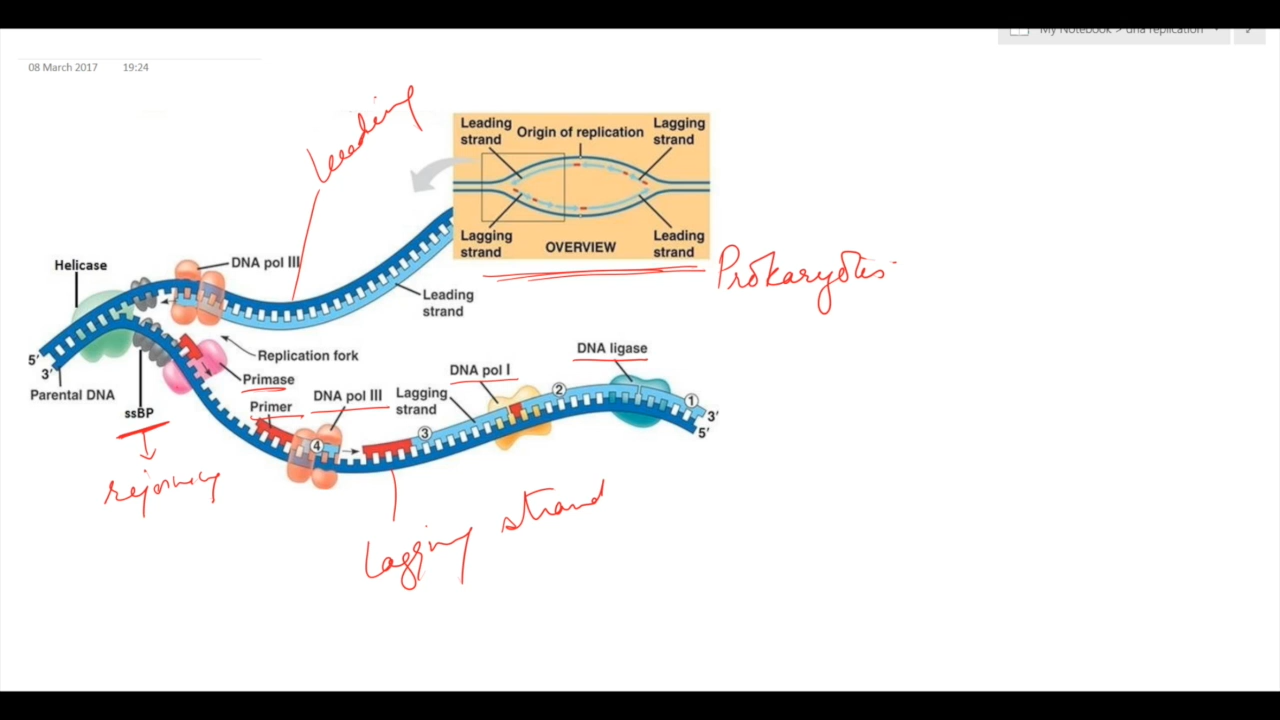 My Notebook > dna replication
08 March 2017 19:24
Leading
Leading strand
Origin of replication
Lagging strand
Lagging strand
OVERVIEW
Leading strand
Prokaryotes
Helicase
DNA pol III
Leading
strand
5'
3'
Replication fork
Parental DNA
ssBP
Primase
Primer
DNA pol III
4
Lagging
strand
3
DNA pol I
2
DNA ligase
1
3'
5'
Lagging strand